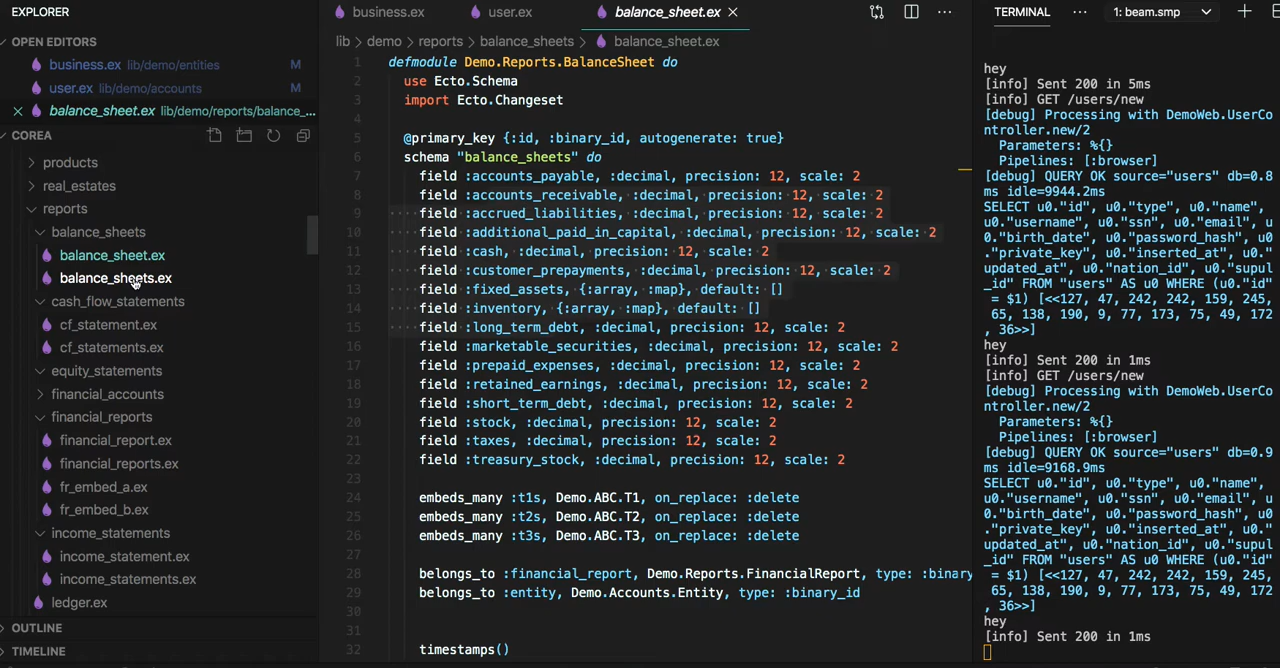 EXPLORER
OPEN EDITORS
business.ex lib/demo/entities M
user.ex lib/demo/accounts M
balance_sheet.ex lib/demo/reports/balance_...
COREA
products
real_estates
reports
balance_sheets
balance_sheet.ex
balance_sheets.ex
cash_flow_statements
cf_statement.ex
cf_statements.ex
equity_statements
financial_accounts
financial_reports
financial_report.ex
financial_reports.ex
fr_embed_a.ex
fr_embed_b.ex
income_statements
income_statement.ex
income_statements.ex
ledger.ex
OUTLINE
TIMELINE
business.ex user.ex balance_sheet.ex
lib > demo > reports > balance_sheets > balance_sheet.ex
1 defmodule Demo.Reports.BalanceSheet do
2 use Ecto.Schema
3 import Ecto.Changeset
4
5 @primary_key {:id, :binary_id, autogenerate: true}
6 schema "balance_sheets" do
7 field :accounts_payable, :decimal, precision: 12, scale: 2
8 field :accounts_receivable, :decimal, precision: 12, scale: 2
9 field :accrued_liabilities, :decimal, precision: 12, scale: 2
10 field :additional_paid_in_capital, :decimal, precision: 12, scale: 2
11 field :cash, :decimal, precision: 12, scale: 2
12 field :customer_prepayments, :decimal, precision: 12, scale: 2
13 field :fixed_assets, {:array, :map}, default: []
14 field :inventory, {:array, :map}, default: []
15 field :long_term_debt, :decimal, precision: 12, scale: 2
16 field :marketable_securities, :decimal, precision: 12, scale: 2
17 field :prepaid_expenses, :decimal, precision: 12, scale: 2
18 field :retained_earnings, :decimal, precision: 12, scale: 2
19 field :short_term_debt, :decimal, precision: 12, scale: 2
20 field :stock, :decimal, precision: 12, scale: 2
21 field :taxes, :decimal, precision: 12, scale: 2
22 field :treasury_stock, :decimal, precision: 12, scale: 2
23
24 embeds_many :t1s, Demo.ABC.T1, on_replace: :delete
25 embeds_many :t2s, Demo.ABC.T2, on_replace: :delete
26 embeds_many :t3s, Demo.ABC.T3, on_replace: :delete
27
28 belongs_to :financial_report, Demo.Reports.FinancialReport, type: :binary
29 belongs_to :entity, Demo.Accounts.Entity, type: :binary_id
30
31
32 timestamps()
TERMINAL ... 1: beam.smp
hey
[info] Sent 200 in 5ms
[info] GET /users/new
[debug] Processing with DemoWeb.UserCo
ntroller.new/2
Parameters: %{}
Pipelines: [:browser]
[debug] QUERY OK source="users" db=0.8
ms idle=9944.2ms
SELECT u0."id", u0."type", u0."name",
u0."username", u0."ssn", u0."email", u
0."birth_date", u0."password_hash", u0
."private_key", u0."inserted_at", u0."
updated_at", u0."nation_id", u0."supul
_id" FROM "users" AS u0 WHERE (u0."id"
= $1) [<<127, 47, 242, 242, 159, 245,
65, 138, 190, 9, 77, 173, 75, 49, 172
, 36>>]
hey
[info] Sent 200 in 1ms
[info] GET /users/new
[debug] Processing with DemoWeb.UserCo
ntroller.new/2
Parameters: %{}
Pipelines: [:browser]
[debug] QUERY OK source="users" db=0.9
ms idle=9168.9ms
SELECT u0."id", u0."type", u0."name",
u0."username", u0."ssn", u0."email", u
0."birth_date", u0."password_hash", u0
."private_key", u0."inserted_at", u0."
updated_at", u0."nation_id", u0."supul
_id" FROM "users" AS u0 WHERE (u0."id"
= $1) [<<127, 47, 242, 242, 159, 245,
65, 138, 190, 9, 77, 173, 75, 49, 172
, 36>>]
hey
[info] Sent 200 in 1ms